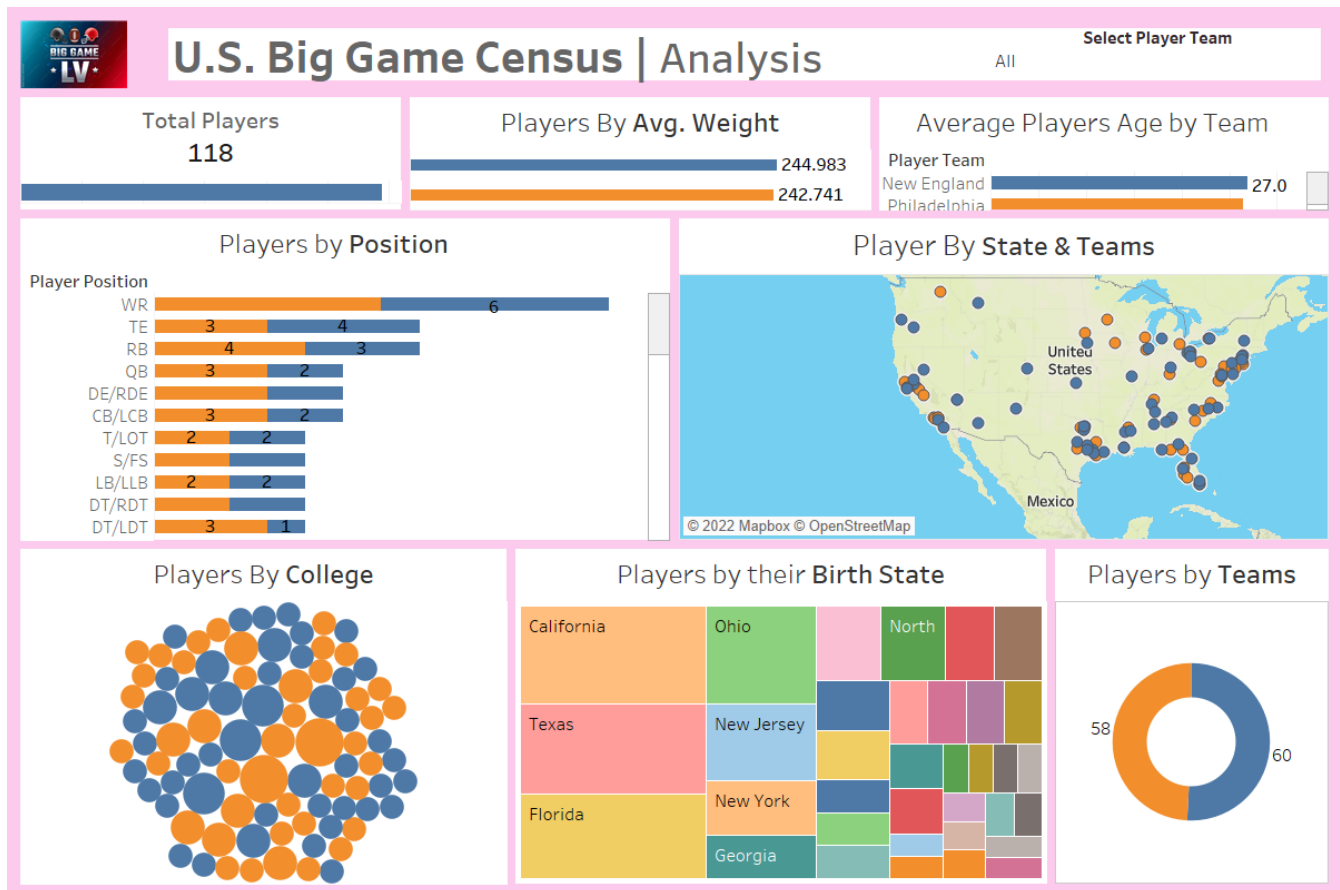 BIG GAME
LV
U.S. Big Game Census | Analysis
Select Player Team
All
Total Players
118
Players By Avg. Weight
244.983
242.741
Average Players Age by Team
Player Team
New England
27.0
Philadelphia
Players by Position
Player Position
WR
6
TE
3
4
RB
4
3
QB
3
2
DE/RDE
CB/LCB
3
2
T/LOT
2
2
S/FS
LB/LLB
2
2
DT/RDT
DT/LDT
3
1
Player By State & Teams
United
States
Mexico
© 2022 Mapbox © OpenStreetMap
Players By College
Players by their Birth State
California
Ohio
North
Texas
New Jersey
New York
Florida
Georgia
Players by Teams
58
60